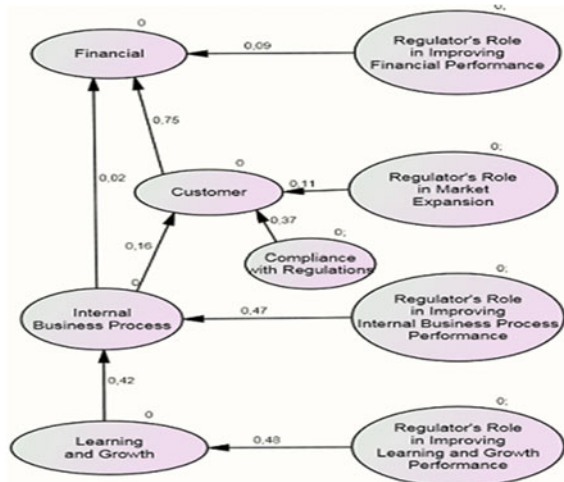 0
0;
Financial
0,09
Regulator's Role
in Improving
Financial Performance
0,75
0
0;
0,02
Customer
0,11
Regulator's Role
in Market
Expansion
0,37
0,16
0;
Compliance
with Regulations
0
0;
Internal
Business Process
0,47
Regulator's Role
in Improving
Internal Business Process
Performance
0,42
0
0;
Learning
and Growth
0,48
Regulator's Role
in Improving
Learning and Growth
Performance